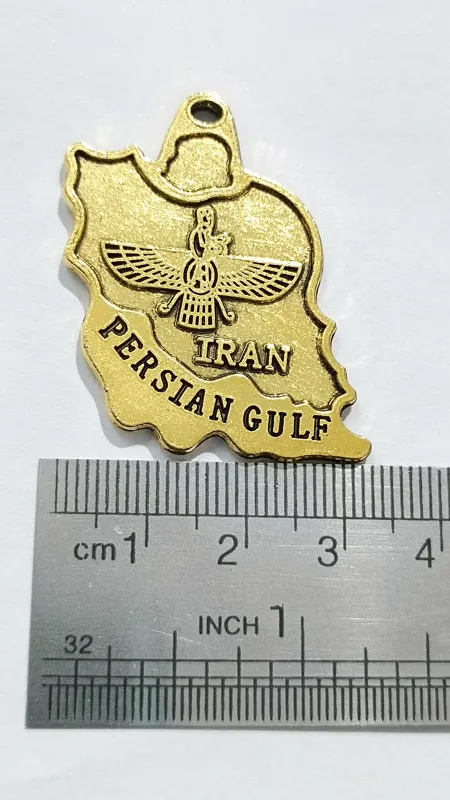 IRAN
PERSIAN GULF
cm 1 2 3 4
INCH 1
32